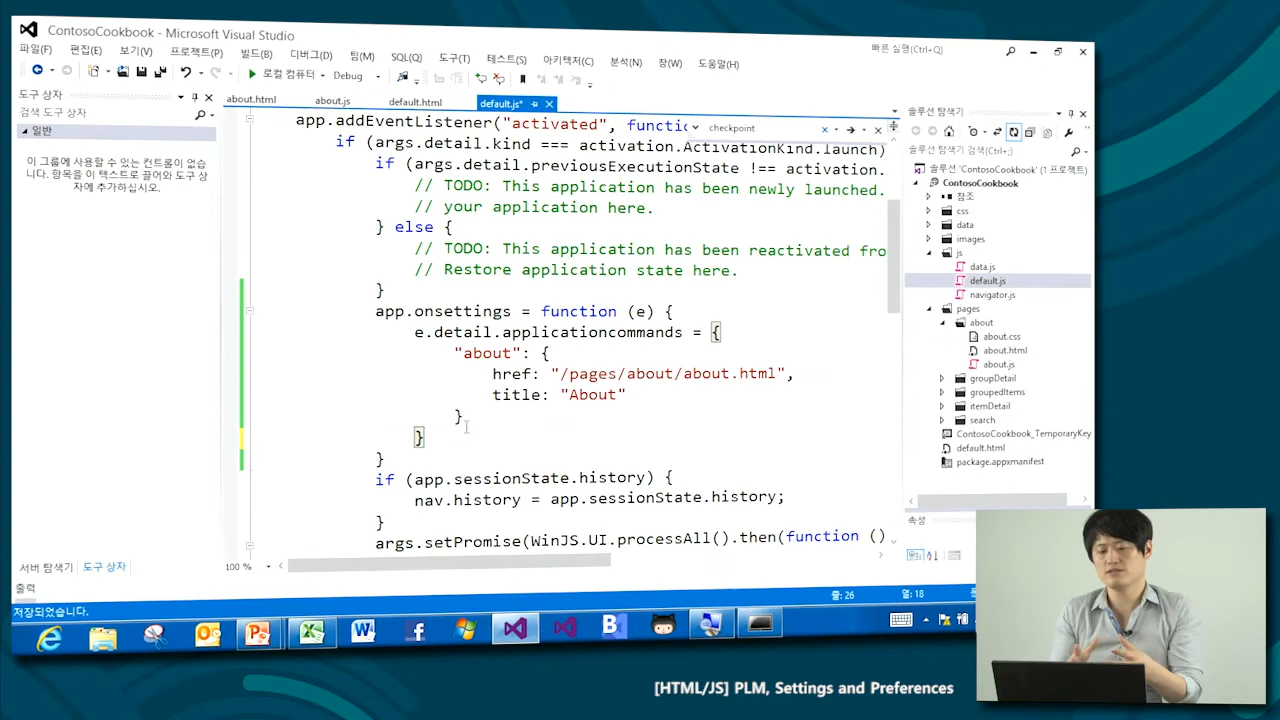 ContosoCookbook - Microsoft Visual Studio
빠른 실행(Ctrl+Q)
파일(F) 편집(E) 보기(V) 프로젝트(P) 빌드(B) 디버그(D) 팀(M) SQL(Q) 도구(T) 테스트(S) 아키텍처(C) 분석(N) 창(W) 도움말(H)
로컬 컴퓨터 Debug
도구 상자
검색 도구 상자
일반
이 그룹에 사용할 수 있는 컨트롤이 없습
니다. 항목을 이 텍스트로 끌어와 도구 상
자에 추가하십시오.
서버 탐색기 도구 상자
about.html about.js default.html default.js*
checkpoint
app.addEventListener("activated", functic
if (args.detail.kind === activation.ActivationKind.launch)
if (args.detail.previousExecutionState !== activation.
// TODO: This application has been newly launched.
// your application here.
} else {
// TODO: This application has been reactivated fro
// Restore application state here.
}
app.onsettings = function (e) {
e.detail.applicationcommands = {
"about": {
href: "/pages/about/about.html",
title: "About"
}
}
}
if (app.sessionState.history) {
nav.history = app.sessionState.history;
}
args.setPromise(WinJS.UI.processAll().then(function ()
100 %
솔루션 탐색기
솔루션 탐색기 검색(Ctrl+;)
솔루션 'ContosoCookbook' (1 프로젝트)
ContosoCookbook
참조
css
data
images
js
data.js
default.js
navigator.js
pages
about
about.css
about.html
about.js
groupDetail
groupedItems
itemDetail
search
ContosoCookbook_TemporaryKey
default.html
package.appxmanifest
속성
출력
저장되었습니다.
줄: 26 열: 18
[HTML/JS] PLM, Settings and Preferences